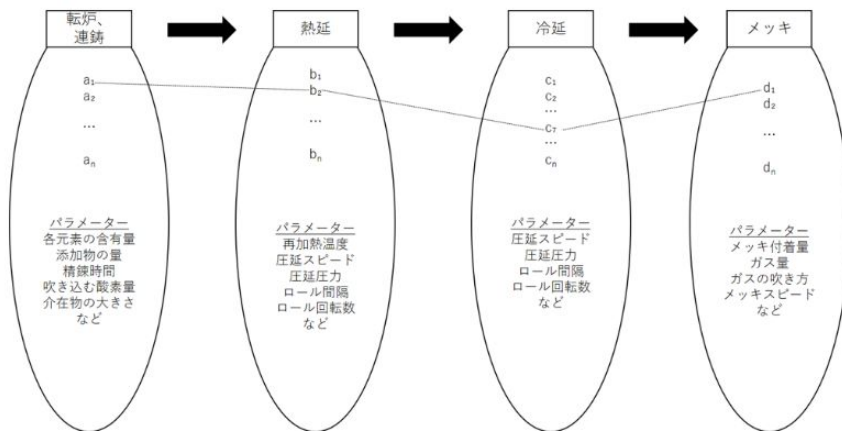 転炉、
連鋳
熱延
冷延
メッキ
a₁
a₂
…
aₙ
パラメーター
各元素の含有量
添加物の量
精錬時間
吹き込む酸素量
介在物の大きさ
など
b₁
b₂
…
bₙ
パラメーター
再加熱温度
圧延スピード
圧延圧力
ロール間隔
ロール回転数
など
c₁
c₂
…
c₇
…
cₙ
パラメーター
圧延スピード
圧延圧力
ロール間隔
ロール回転数
など
d₁
d₂
…
dₙ
パラメーター
メッキ付着量
ガス量
ガスの吹き方
メッキスピード
など